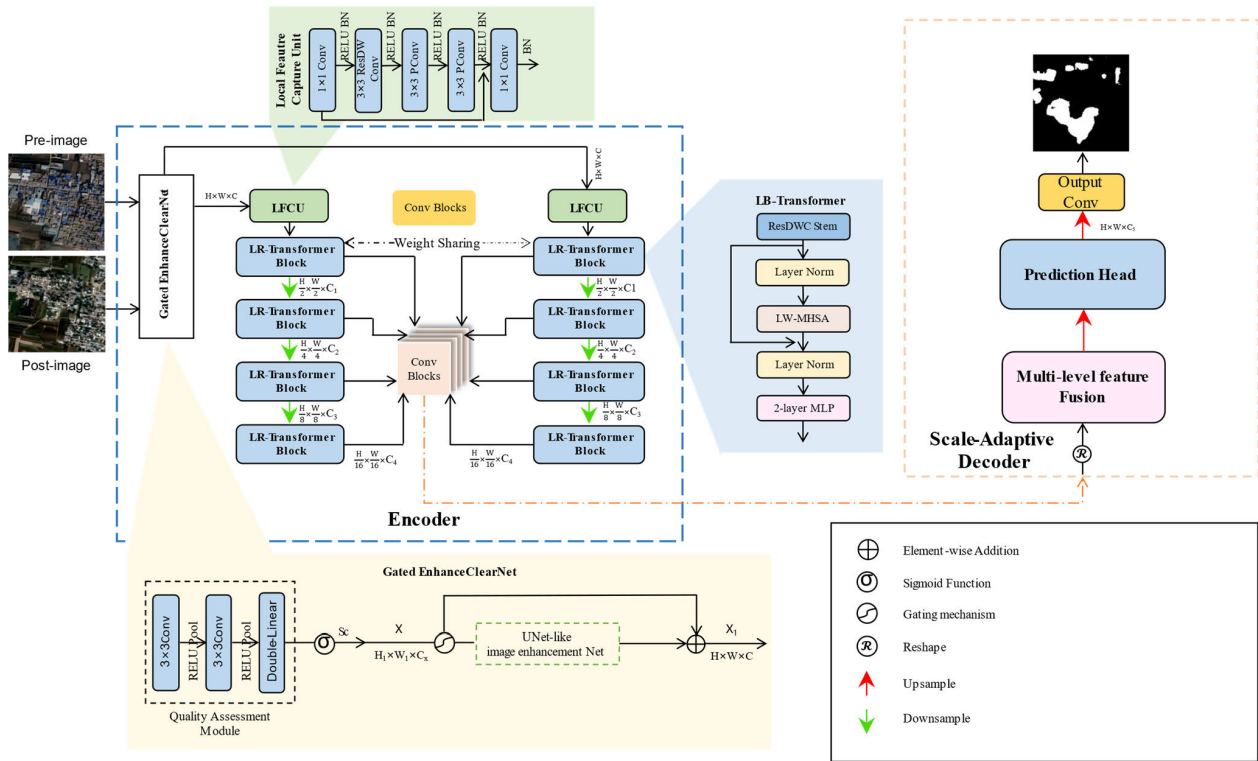 Local Feautre
Capture Unit
1×1 Conv
RELU BN
3×3 ResDW
Conv
RELU BN
3×3 PConv
RELU BN
3×3 PConv
RELU BN
1×1 Conv
BN
Pre-image
Post-image
Gated EnhanceClearNet
H×W×C
H×W×C
LFCU
Conv Blocks
LFCU
Weight Sharing
LR-Transformer
Block
H/2×W/2×C₁
LR-Transformer
Block
H/4×W/4×C₂
LR-Transformer
Block
H/8×W/8×C₃
LR-Transformer
Block
H/16×W/16×C₄
Conv
Blocks
LR-Transformer
Block
H/2×W/2×C1
LR-Transformer
Block
H/4×W/4×C₂
LR-Transformer
Block
H/8×W/8×C₃
LR-Transformer
Block
H/16×W/16×C₄
Encoder
LB-Transformer
ResDWC Stem
Layer Norm
LW-MHSA
Layer Norm
2-layer MLP
Output
Conv
Prediction Head
Multi-level feature
Fusion
Scale-Adaptive
Decoder
ℛ
Gated EnhanceClearNet
3×3Conv
RELU Pool
3×3Conv
RELU Pool
Double-Linear
Quality Assessment
Module
σ
Sc
X
H₁×W₁×Cₓ
UNet-like
image enhancement Net
X₁
H×W×C
Element-wise Addition
σ
Sigmoid Function
Gating mechanism
ℛ
Reshape
Upsample
Downsample